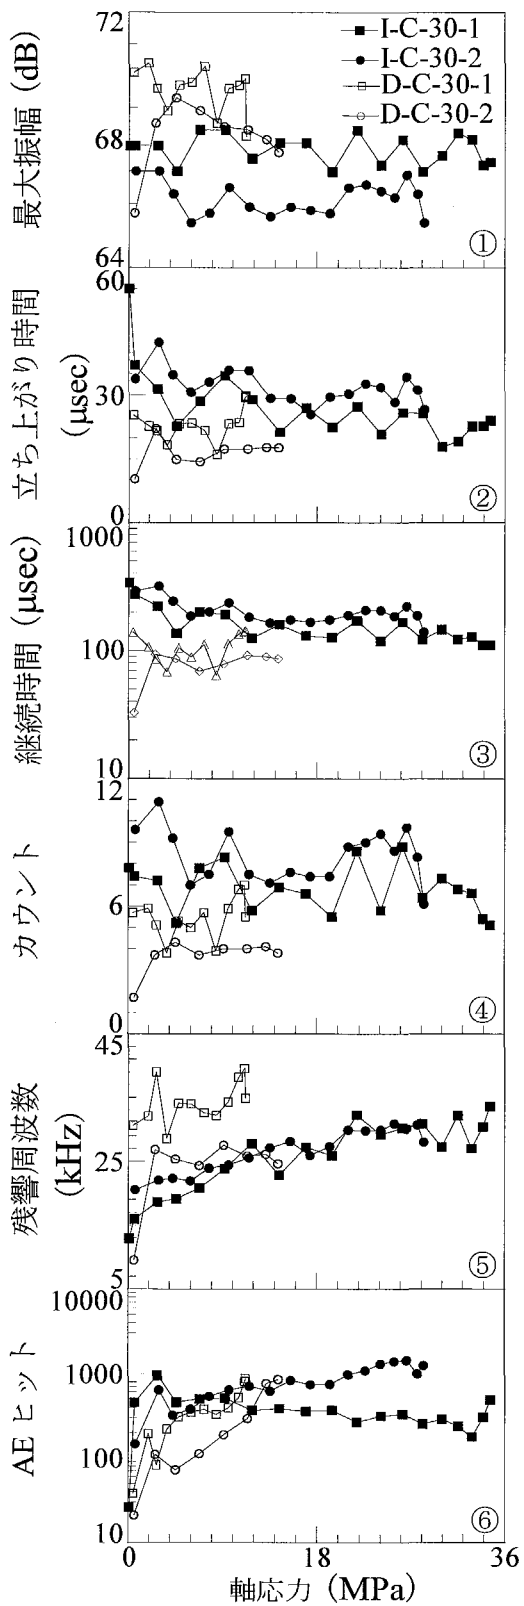 72
最大振幅 (dB)
68
64
I-C-30-1
I-C-30-2
D-C-30-1
D-C-30-2
①
60
立ち上がり時間
(μsec)
30
0
②
1000
継続時間 (μsec)
100
10
③
12
カウント
6
0
④
45
残響周波数
(kHz)
25
5
⑤
10000
AE ヒット
1000
100
10
⑥
0
18
36
軸応力 (MPa)